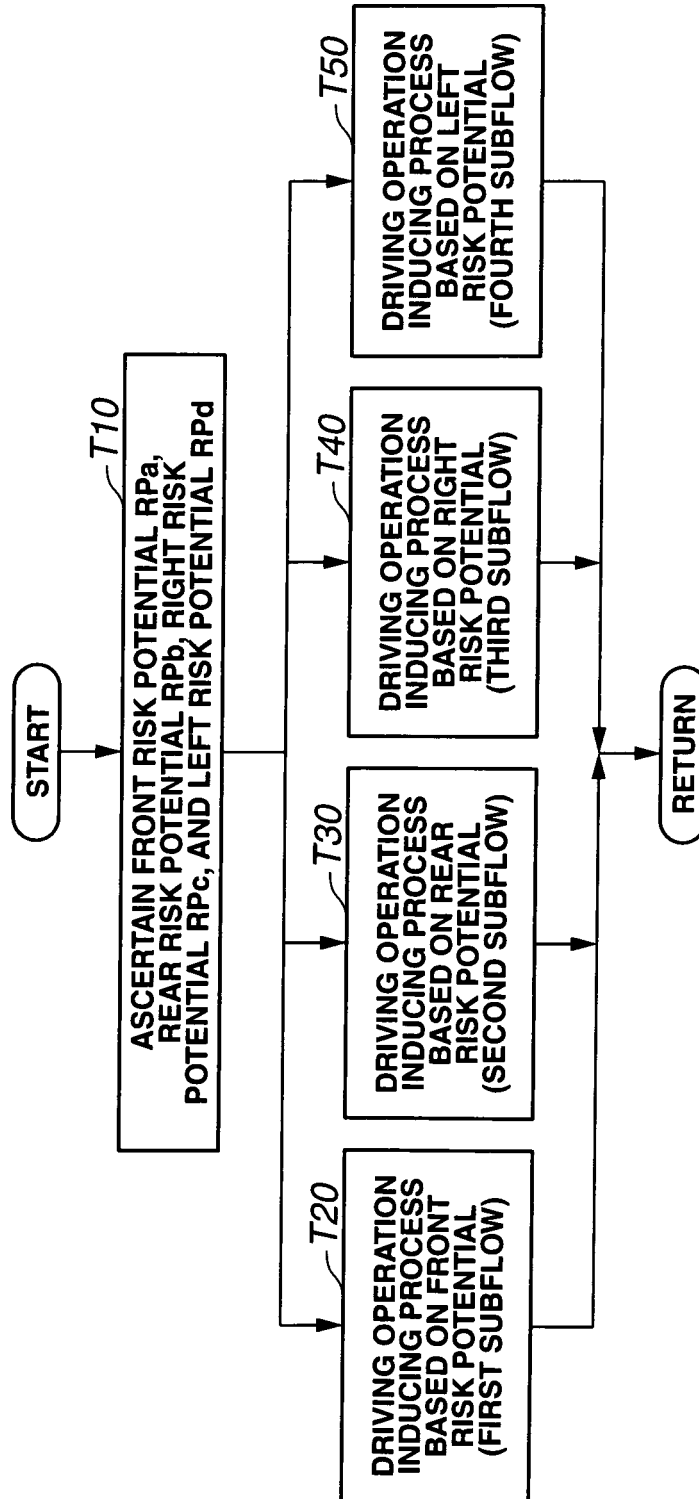 START
T10
ASCERTAIN FRONT RISK POTENTIAL RPa,
REAR RISK POTENTIAL RPb, RIGHT RISK
POTENTIAL RPc, AND LEFT RISK POTENTIAL RPd
T20
DRIVING OPERATION
INDUCING PROCESS
BASED ON FRONT
RISK POTENTIAL
(FIRST SUBFLOW)
T30
DRIVING OPERATION
INDUCING PROCESS
BASED ON REAR
RISK POTENTIAL
(SECOND SUBFLOW)
T40
DRIVING OPERATION
INDUCING PROCESS
BASED ON RIGHT
RISK POTENTIAL
(THIRD SUBFLOW)
T50
DRIVING OPERATION
INDUCING PROCESS
BASED ON LEFT
RISK POTENTIAL
(FOURTH SUBFLOW)
RETURN